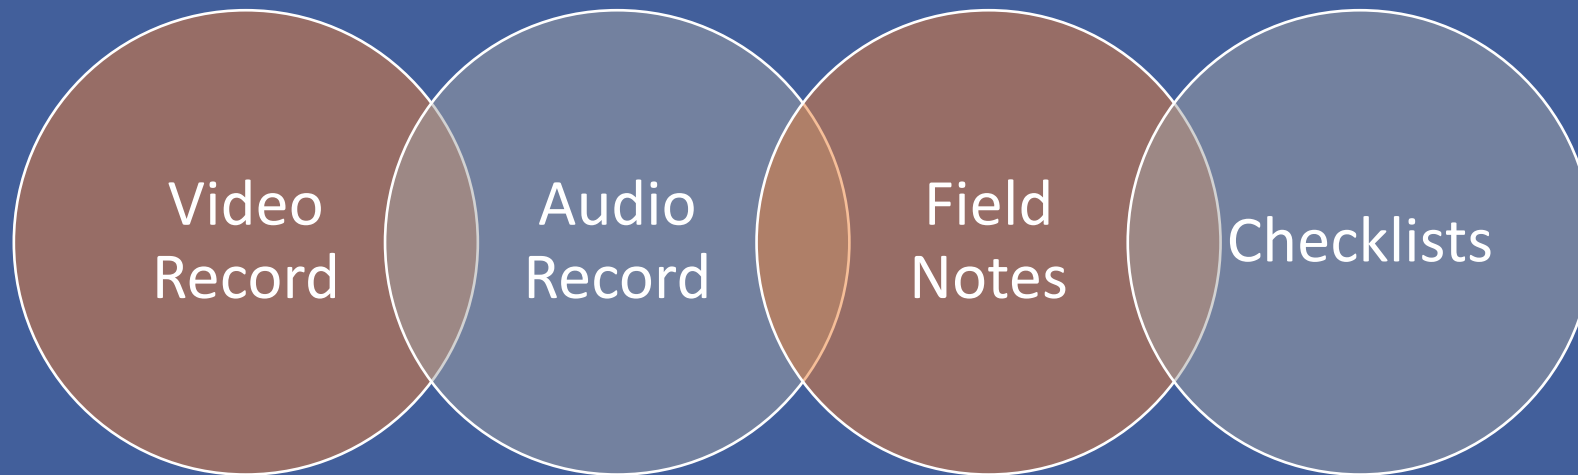 Video
Record
Audio
Record
Field
Notes
Checklists